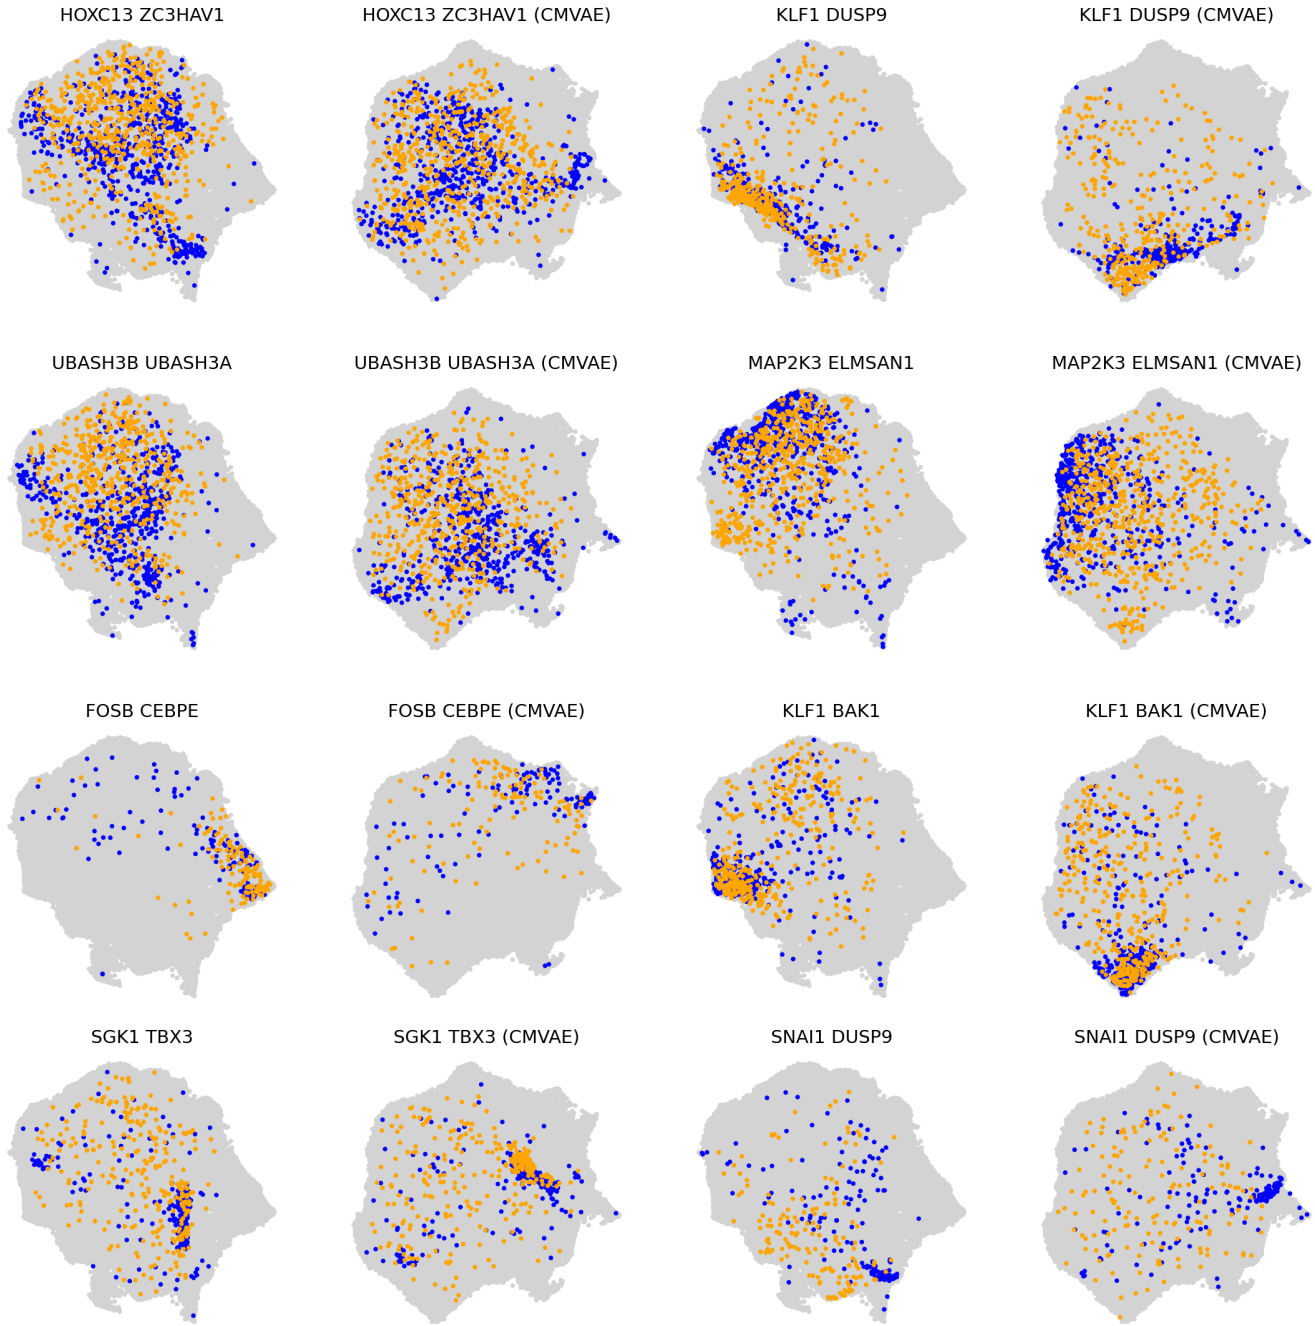 HOXC13 ZC3HAV1
HOXC13 ZC3HAV1 (CMVAE)
KLF1 DUSP9
KLF1 DUSP9 (CMVAE)
UBASH3B UBASH3A
UBASH3B UBASH3A (CMVAE)
MAP2K3 ELMSAN1
MAP2K3 ELMSAN1 (CMVAE)
FOSB CEBPE
FOSB CEBPE (CMVAE)
KLF1 BAK1
KLF1 BAK1 (CMVAE)
SGK1 TBX3
SGK1 TBX3 (CMVAE)
SNAI1 DUSP9
SNAI1 DUSP9 (CMVAE)